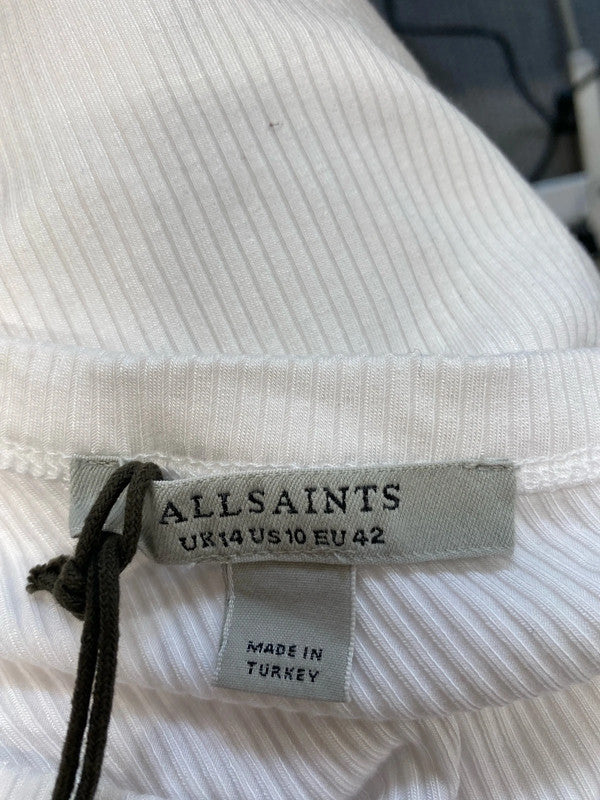 ALLSAINTS
UK 14 US 10 EU 42
MADE IN
TURKEY